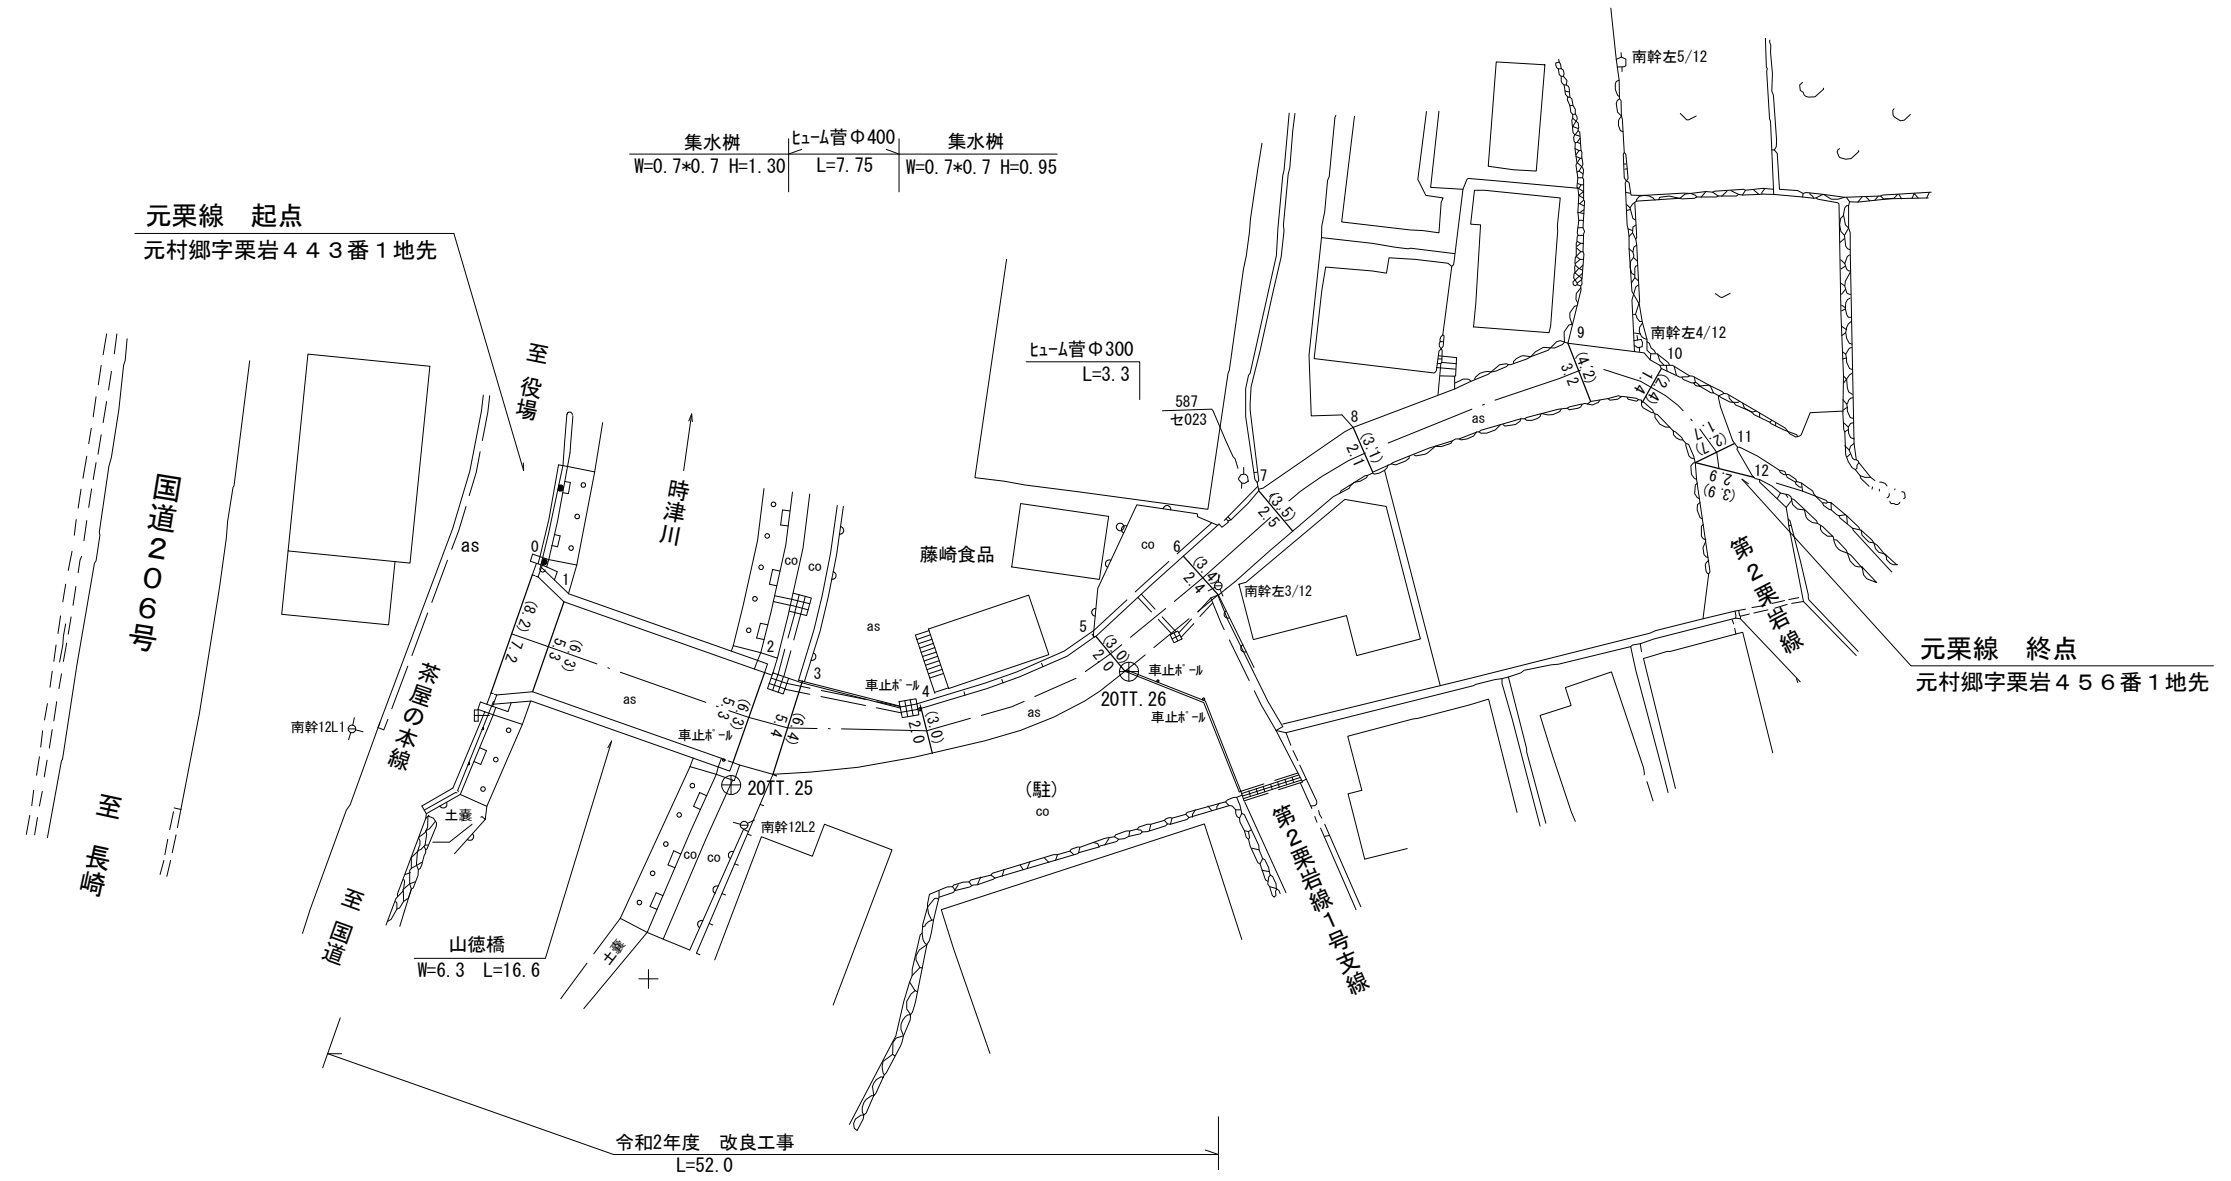 南幹左5/12
集水桝
ヒューム菅Φ400
集水桝
W=0.7*0.7 H=1.30
L=7.75
W=0.7*0.7 H=0.95
元栗線 起点
元村郷字栗岩443番1地先
ヒューム菅Φ300
L=3.3
587
セ023
至 役場
時津川
国道206号
至 長崎
茶屋の本線
至 国道
南幹12L1
土嚢
as
0
1
(8.2)
7.2
(6.3)
5.3
as
2
(6.3)
5.3
3
(6.4)
5.4
車止ポール
20TT.25
南幹12L2
co
co
co
co
土嚢
山徳橋
W=6.3 L=16.6
藤崎食品
as
車止ポール
4
(3.0)
2.0
as
5
(3.0)
2.0
20TT.26
車止ポール
車止ポール
(駐)
co
co
6
(3.4)
2.4
南幹左3/12
7
(3.5)
2.5
8
(3.1)
2.1
as
9
(4.2)
3.2
南幹左4/12
10
(2.4)
1.4
11
(2.7)
1.7
12
(3.9)
2.9
第2栗岩線
第2栗岩線1号支線
元栗線 終点
元村郷字栗岩456番1地先
令和2年度 改良工事
L=52.0